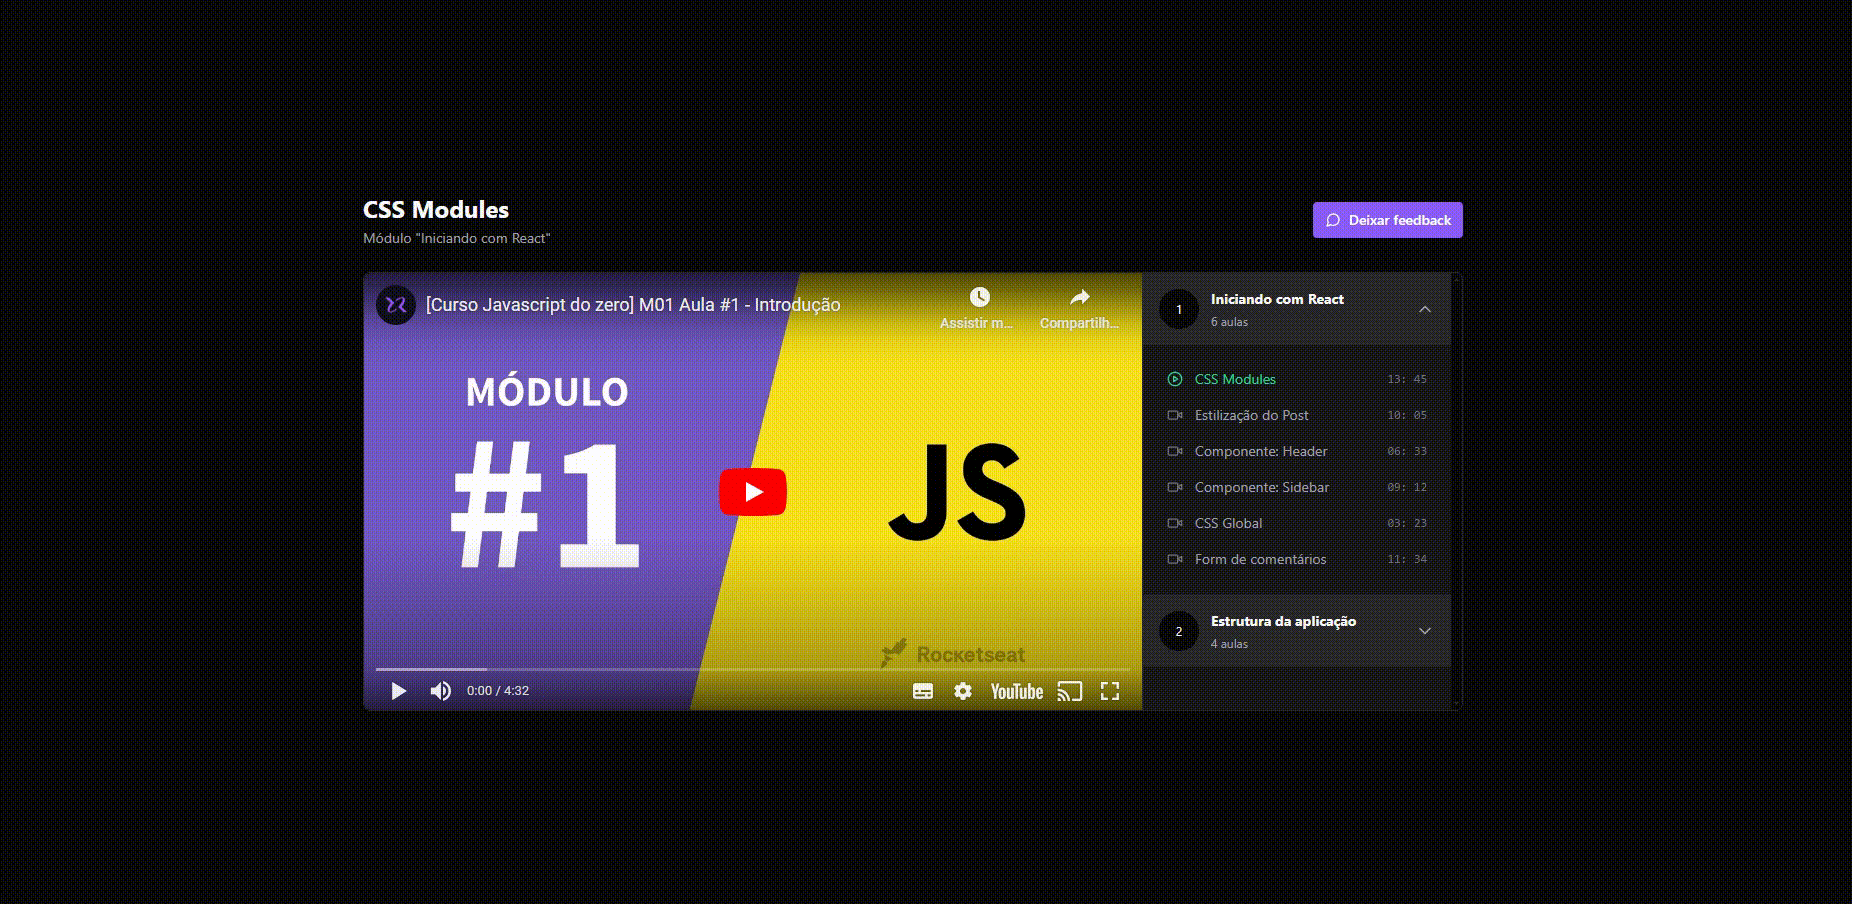 CSS Modules
Módulo "Iniciando com React"
Deixar feedback
[Curso Javascript do zero] M01 Aula #1 - Introdução
Assistir m...
Compartilh...
MÓDULO
#1
JS
Rocketseat
0:00 / 4:32
YouTube
1
Iniciando com React
6 aulas
CSS Modules 13: 45
Estilização do Post 10: 05
Componente: Header 06: 33
Componente: Sidebar 09: 12
CSS Global 03: 23
Form de comentários 11: 34
2
Estrutura da aplicação
4 aulas